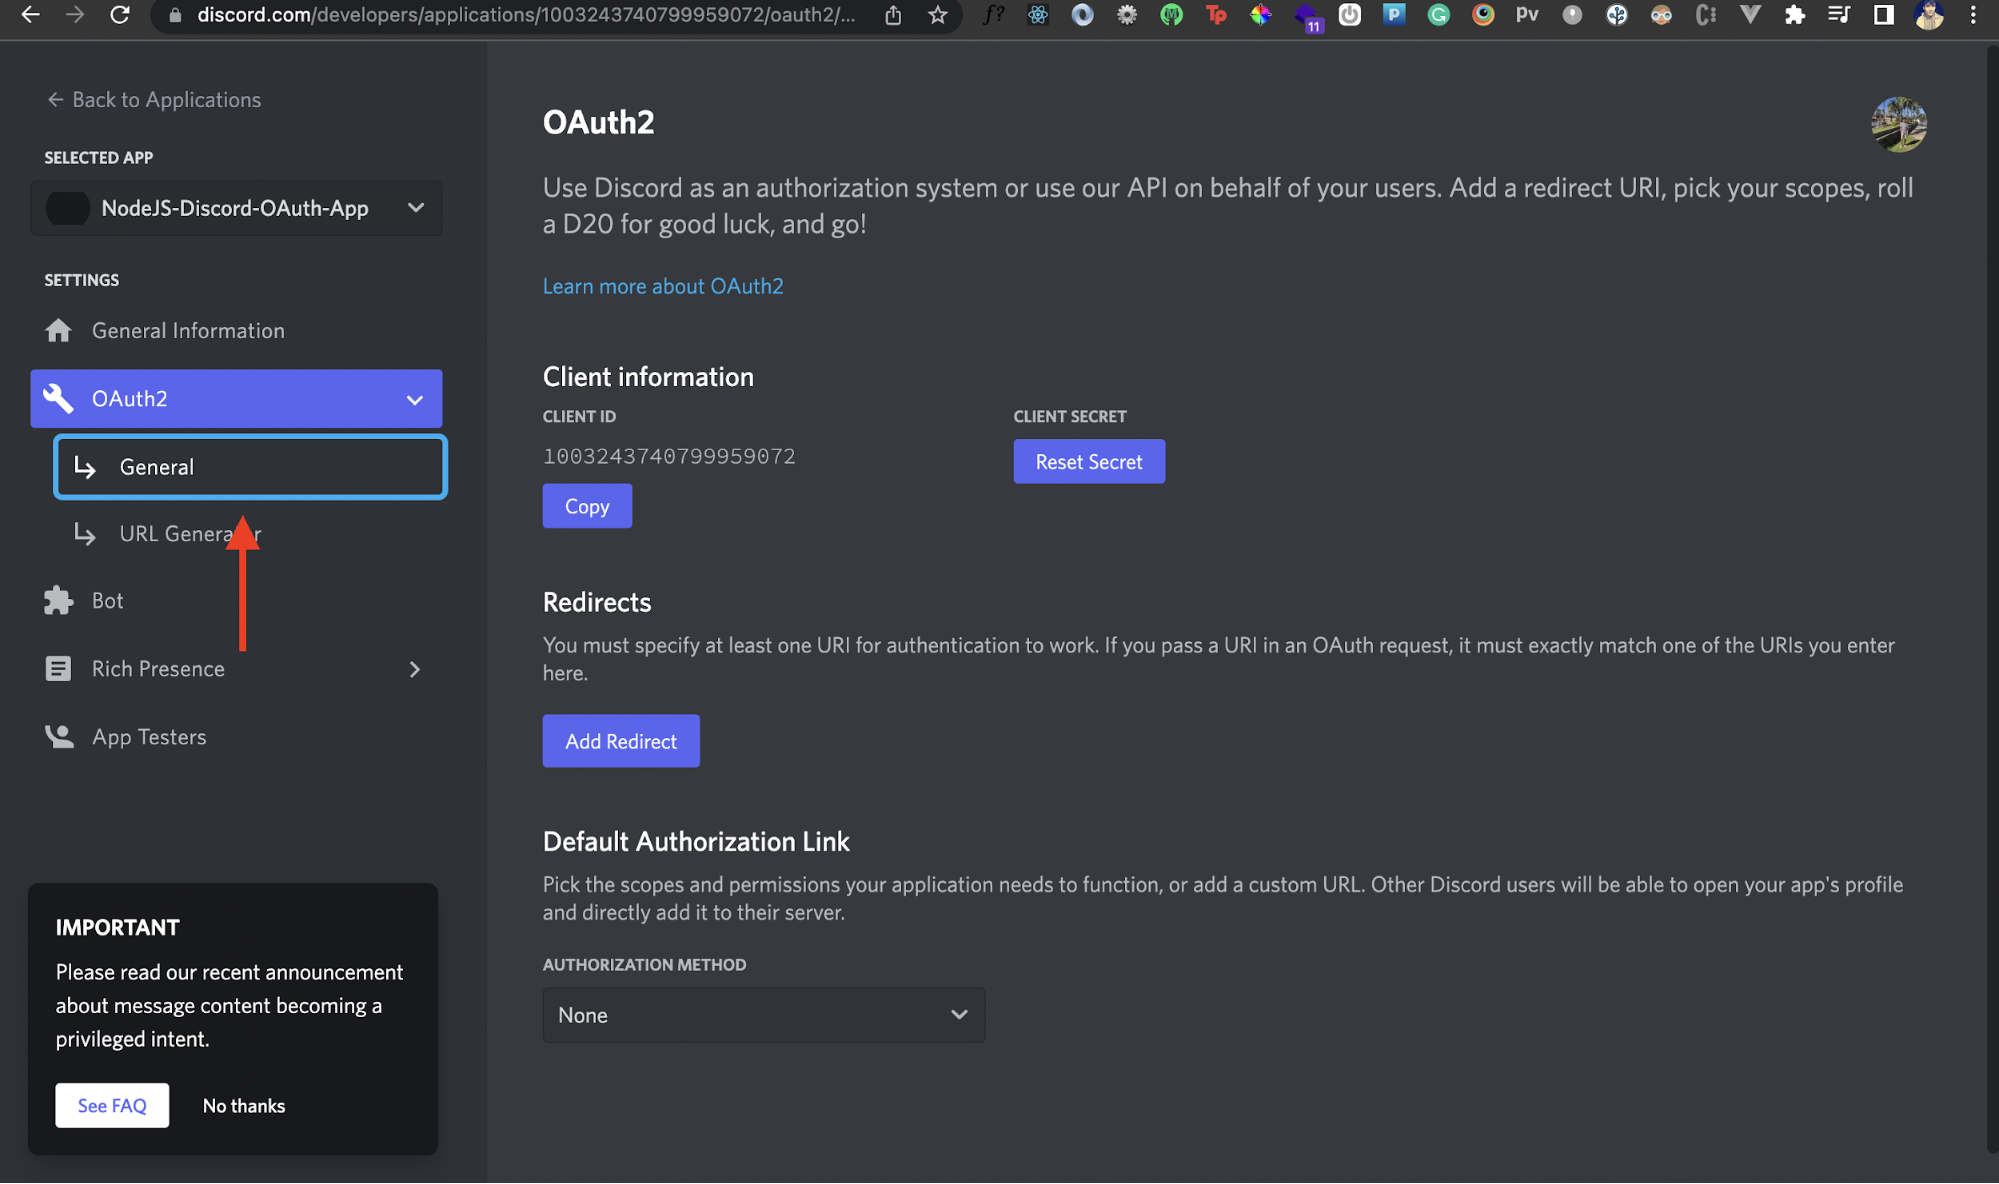 discord.com/developers/applications/1003243740799959072/oauth2/...
f?
Tp
11
P
G
pv
Back to Applications
SELECTED APP
NodeJS-Discord-OAuth-App
SETTINGS
General Information
OAuth2
General
URL Generator
Bot
Rich Presence
App Testers
IMPORTANT
Please read our recent announcement
about message content becoming a
privileged intent.
See FAQ
No thanks
OAuth2
Use Discord as an authorization system or use our API on behalf of your users. Add a redirect URI, pick your scopes, roll
a D20 for good luck, and go!
Learn more about OAuth2
Client information
CLIENT ID
1003243740799959072
Copy
CLIENT SECRET
Reset Secret
Redirects
You must specify at least one URI for authentication to work. If you pass a URI in an OAuth request, it must exactly match one of the URIs you enter
here.
Add Redirect
Default Authorization Link
Pick the scopes and permissions your application needs to function, or add a custom URL. Other Discord users will be able to open your app's profile
and directly add it to their server.
AUTHORIZATION METHOD
None